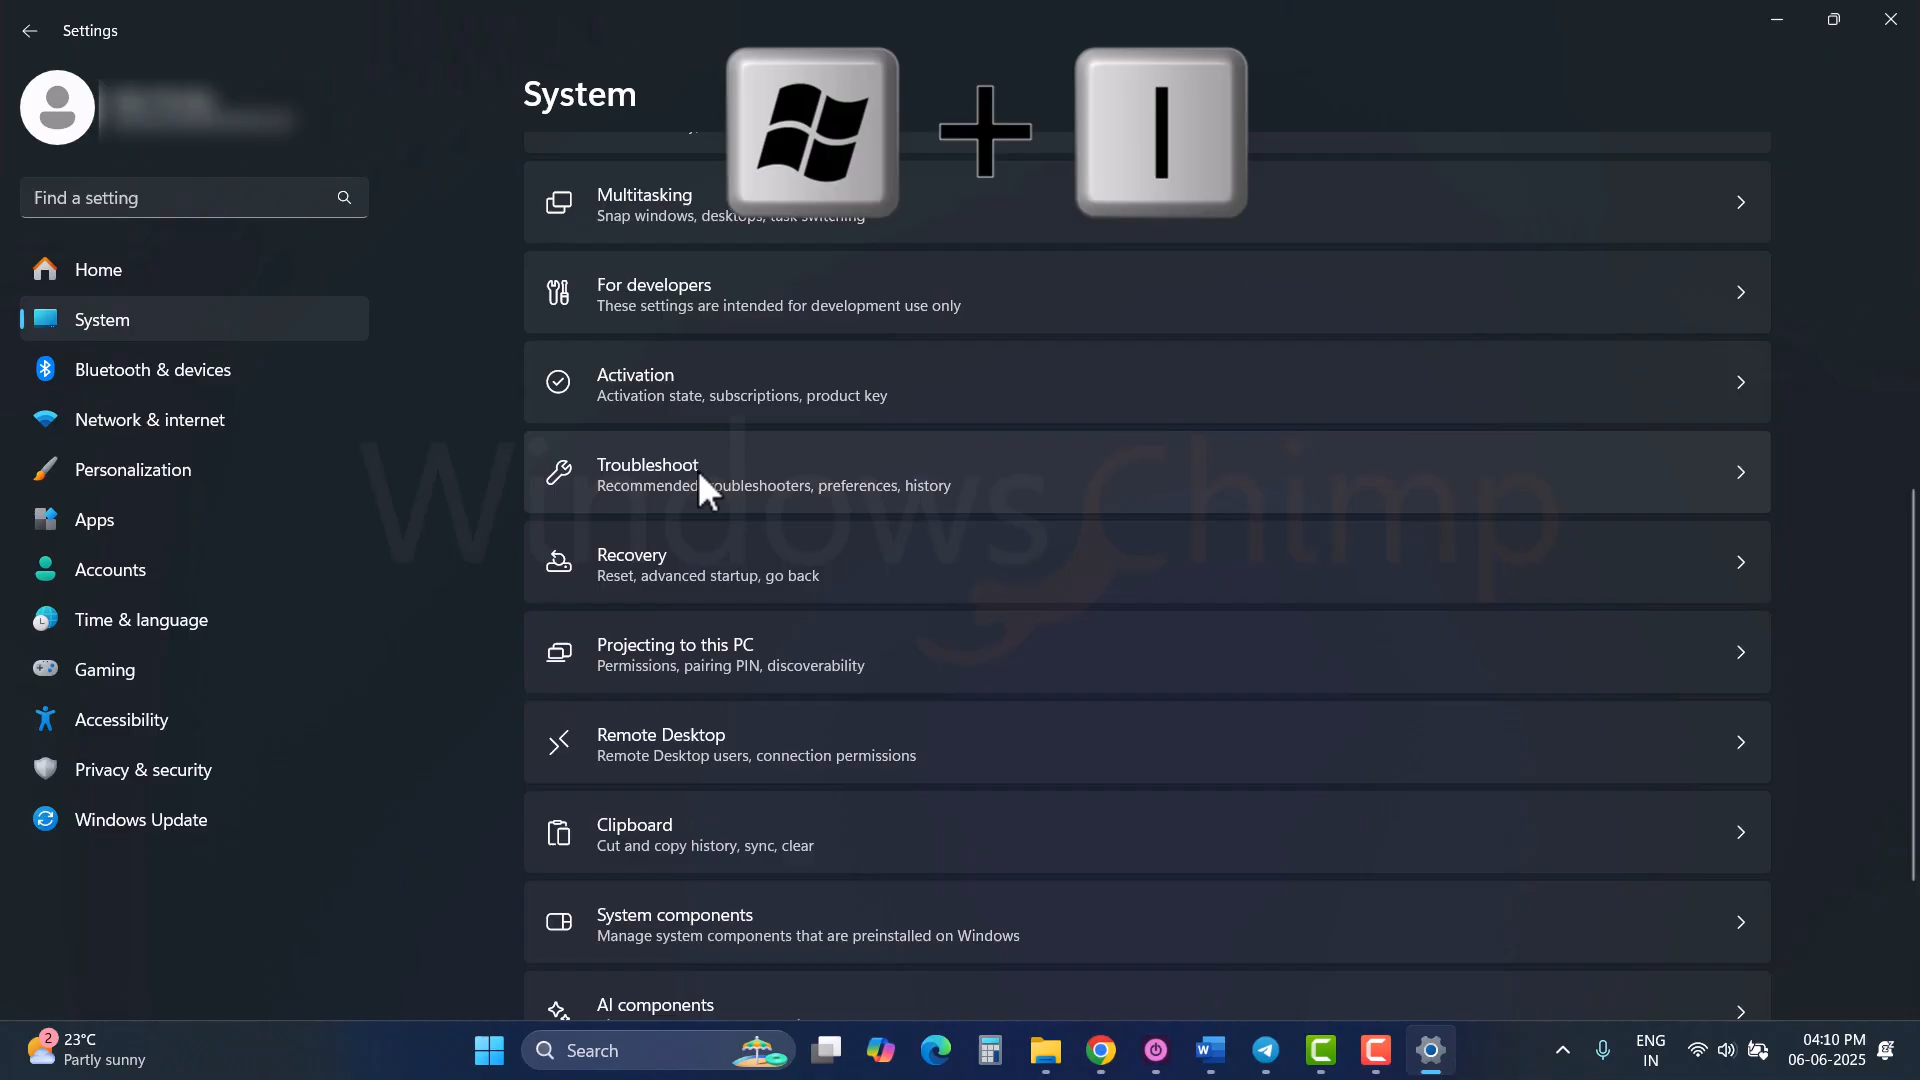 Settings
System
I
Find a setting
Multitasking
Snap windows, desktops, task switching
Home
For developers
These settings are intended for development use only
System
Bluetooth & devices
Activation
Activation state, subscriptions, product key
Network & internet
Personalization
Troubleshoot
Recommended troubleshooters, preferences, history
WindowsChimp
Apps
Accounts
Recovery
Reset, advanced startup, go back
Time & language
Projecting to this PC
Permissions, pairing PIN, discoverability
Gaming
Accessibility
Remote Desktop
Remote Desktop users, connection permissions
Privacy & security
Windows Update
Clipboard
Cut and copy history, sync, clear
System components
Manage system components that are preinstalled on Windows
AI components
2
23°C
Partly sunny
Search
ENG
IN
04:10 PM
06-06-2025